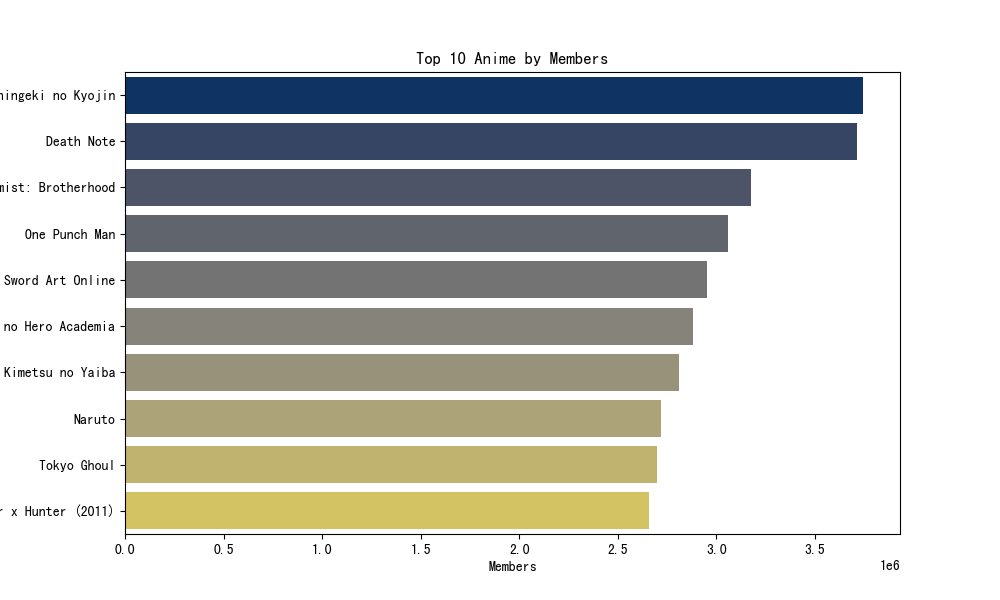 Top 10 Anime by Members
hingeki no Kyojin
Death Note
mist: Brotherhood
One Punch Man
Sword Art Online
no Hero Academia
Kimetsu no Yaiba
Naruto
Tokyo Ghoul
r x Hunter (2011)
0.0 0.5 1.0 1.5 2.0 2.5 3.0 3.5
Members
1e6